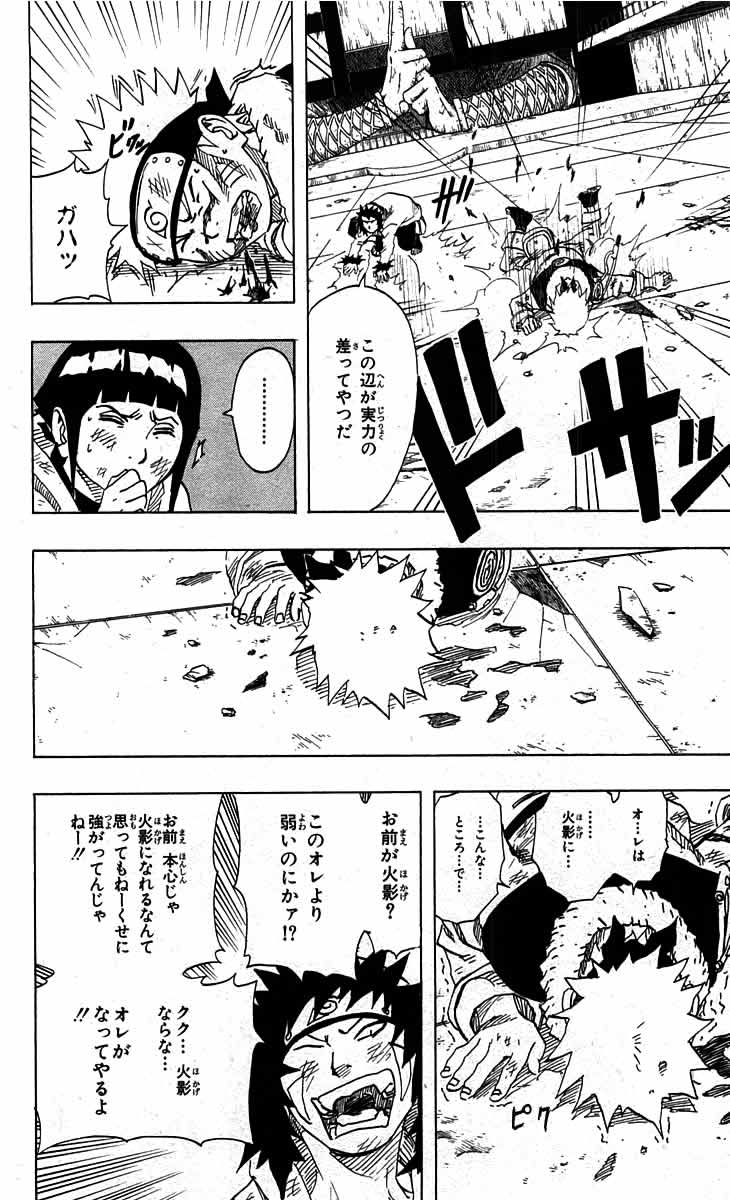 ドサッ
この辺が実力の
差ってやつだ
ビクッ
ガハッ
………
オ…レは
……
火影に…
…こんな…
ところ…で…
ピク
お前が火影?
このオレより
弱いのにかァ!?
お前 本心じゃ
火影になれるなんて
思ってもねーくせに
強がってんじゃ
ねー!!
クク… 火影
ならな…
オレが
なってやるよ
!!